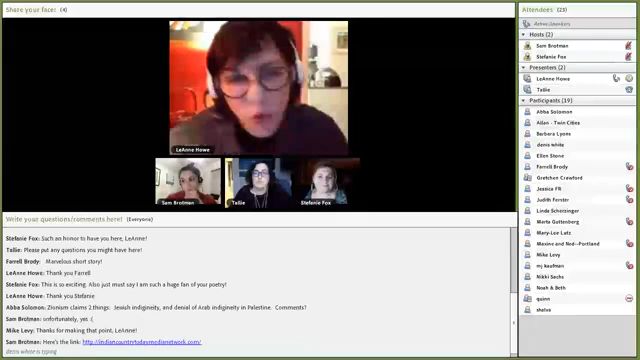 Share your face! (4)
LeAnne Howe
Sam Brotman
Tallie
Stefanie Fox
Write your questions/comments here! (Everyone)
Stefanie Fox: Such an honor to have you here, LeAnne!
Tallie: Please put any questions you might have here!
Farrell Brody: Marvelous short story!
LeAnne Howe: Thank you Farrell
Stefanie Fox: This is so exciting. Also just must say I am such a huge fan of your poetry!
LeAnne Howe: Thank you Stefanie
Abba Solomon: Zionism claims 2 things: Jewish indigineity, and denial of Arab indigineity in Palestine. Comments?
Sam Brotman: unfortunately, yes :(
Mike Levy: Thanks for making that point, LeAnne!
Sam Brotman: Here's the link: http://indiancountrytodaymedianetwork.com/
denis white is typing
Attendees (23)
Active Speakers
Hosts (2)
Sam Brotman
Stefanie Fox
Presenters (2)
LeAnne Howe
Tallie
Participants (19)
Abba Solomon
Allan - Twin Cities
Barbara Lyons
denis white
Ellen Stone
Farrell Brody
Gretchen Crawford
Jessica FR
Judith Ferster
Linda Scheizinger
Marta Guttenberg
Mary-Lee Lutz
Maxine and Ned--Portland
Mike Levy
mj kaufman
Nikki Sachs
Noah & Beth
quinn